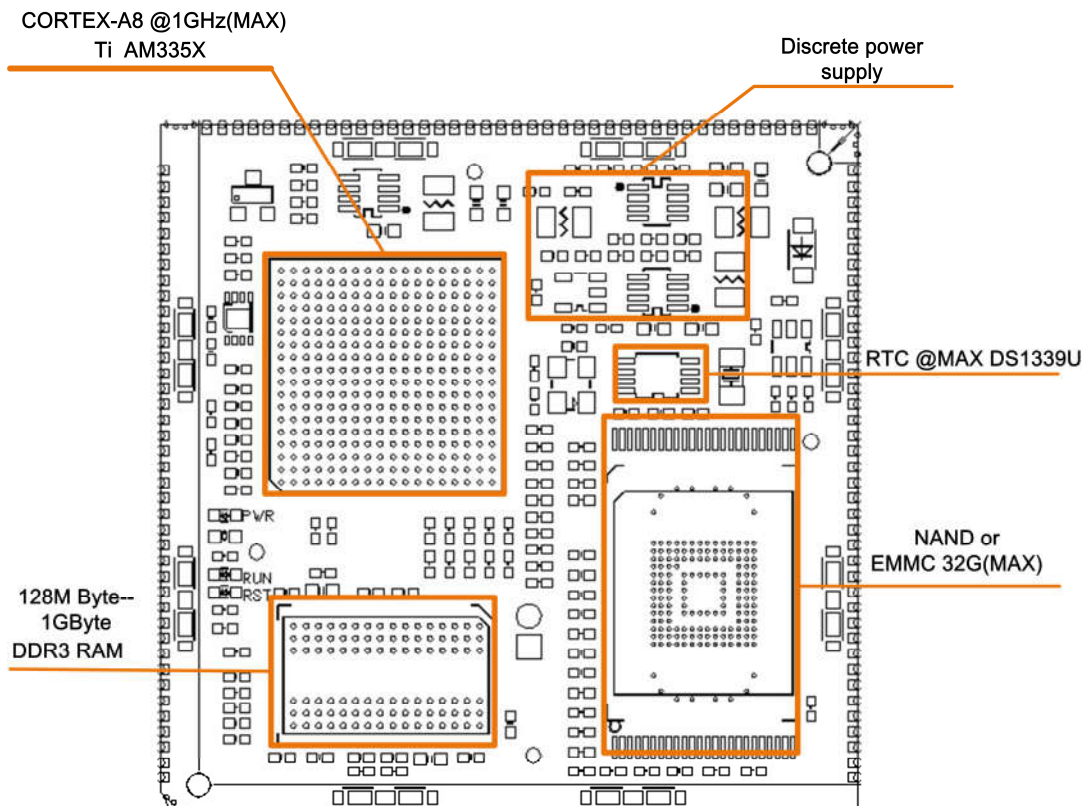 CORTEX-A8 @1GHz(MAX)
Ti AM335X
Discrete power
supply
RTC @MAX DS1339U
NAND or
EMMC 32G(MAX)
PWR
RUN
RST
128M Byte--
1GByte
DDR3 RAM